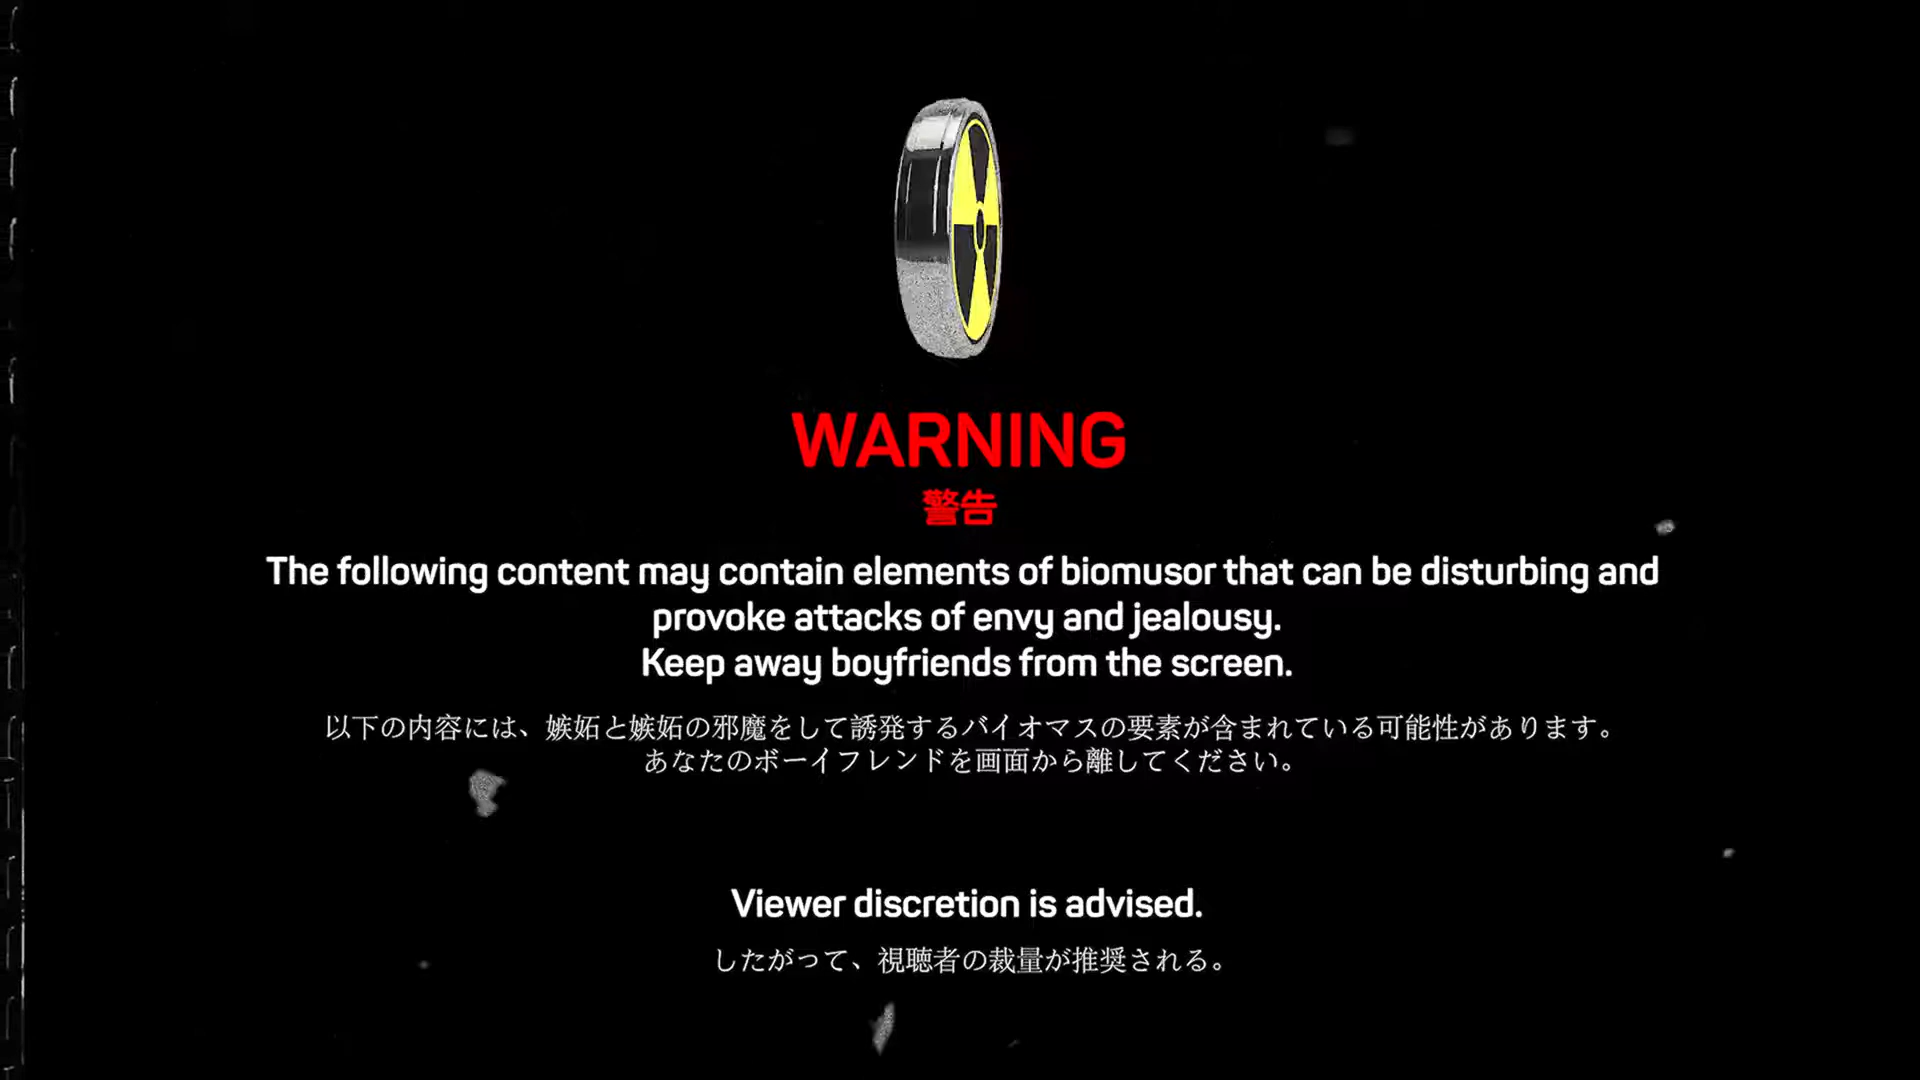 WARNING
警告
The following content may contain elements of biomusor that can be disturbing and
provoke attacks of envy and jealousy.
Keep away boyfriends from the screen.
以下の内容には、嫉妬と嫉妬の邪魔をして誘発するバイオマスの要素が含まれている可能性があります。
あなたのボーイフレンドを画面から離してください。
Viewer discretion is advised.
したがって、視聴者の裁量が推奨される。